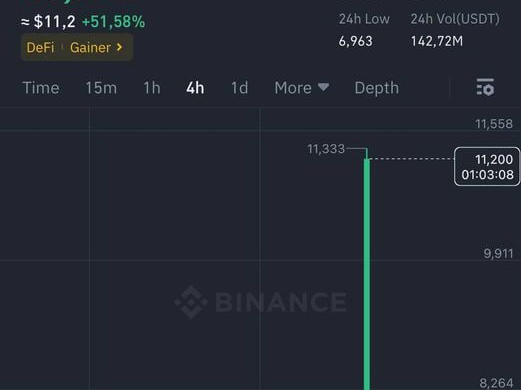 ≈ $11,2 +51,58%
DeFi Gainer
24h Low 24h Vol(USDT)
6,963 142,72M
Time 15m 1h 4h 1d More Depth
11,558
11,333
11,200
01:03:08
9,911
BINANCE
8,264